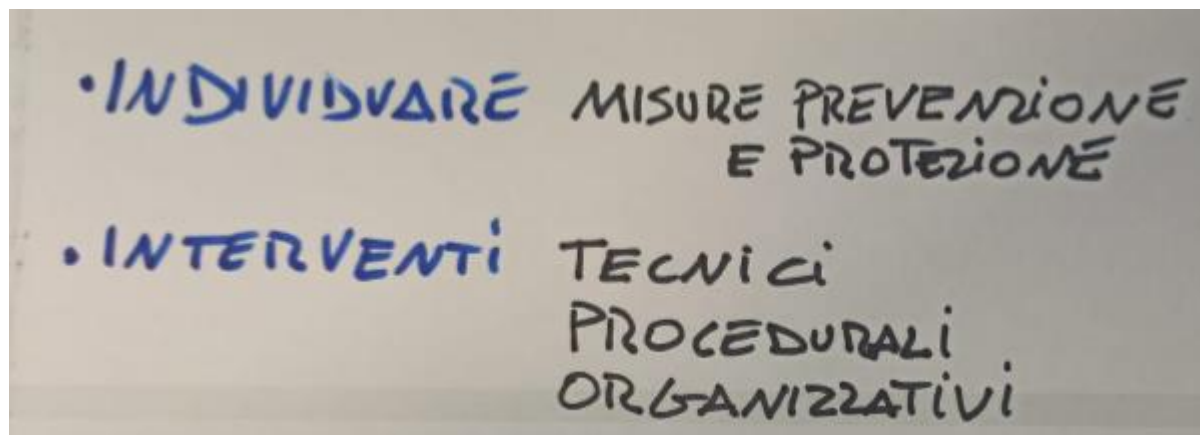 • INDIVIDUARE MISURE PREVENZIONE
E PROTEZIONE
• INTERVENTi TECNiCi
PROCEDURALi
ORGANIZZATiVi